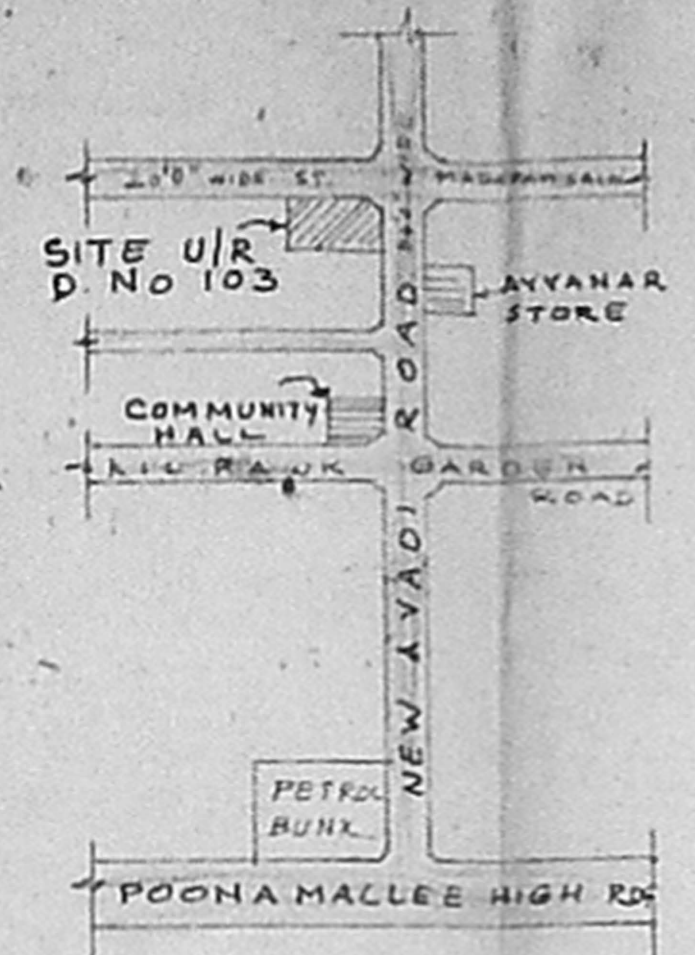 20'0" WIDE ST.
SITE U/R
D. NO 103
AYYANAR
STORE
COMMUNITY
HALL
GARDEN
ROAD
NEW AVADI ROAD
PETROL
BUNK
POONAMALLEE HIGH RD